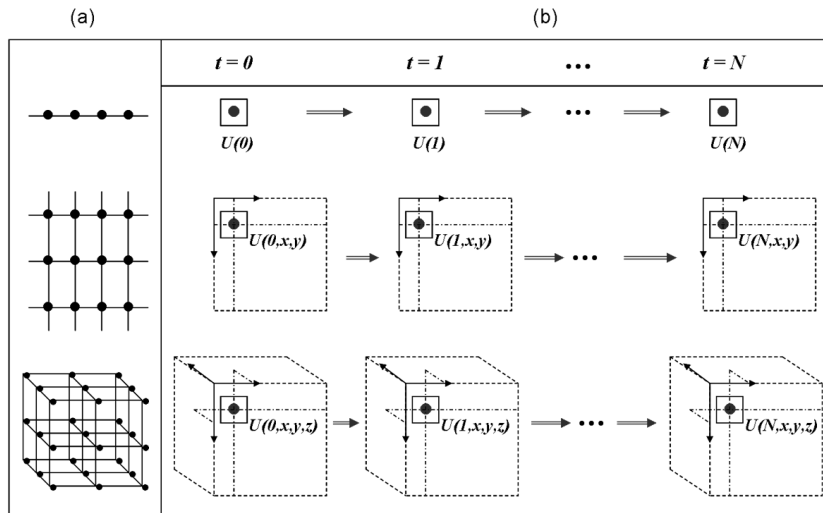 (a) (b)
t = 0 t = 1 ••• t = N
•••
U(0) U(1) U(N)
U(0,x,y) U(1,x,y) U(N,x,y)
•••
U(0,x,y,z) U(1,x,y,z) ••• U(N,x,y,z)